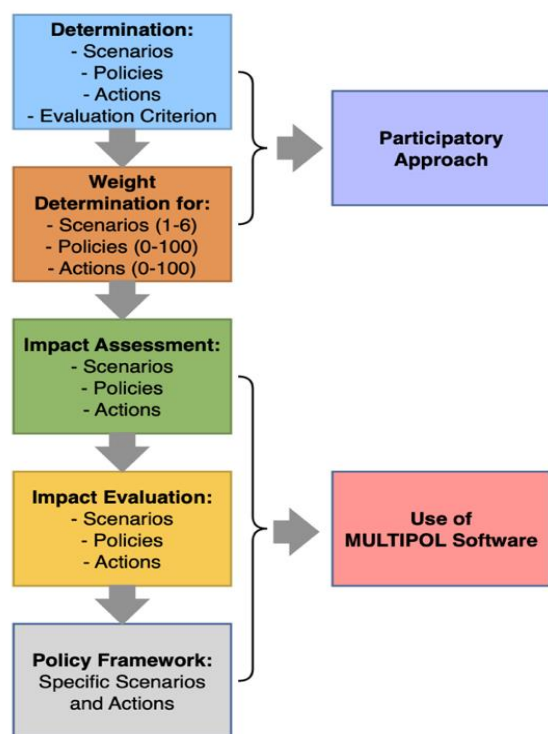 Determination:
- Scenarios
- Policies
- Actions
- Evaluation Criterion
Participatory
Approach
Weight
Determination for:
- Scenarios (1-6)
- Policies (0-100)
- Actions (0-100)
Impact Assessment:
- Scenarios
- Policies
- Actions
Impact Evaluation:
- Scenarios
- Policies
- Actions
Use of
MULTIPOL Software
Policy Framework:
Specific Scenarios
and Actions